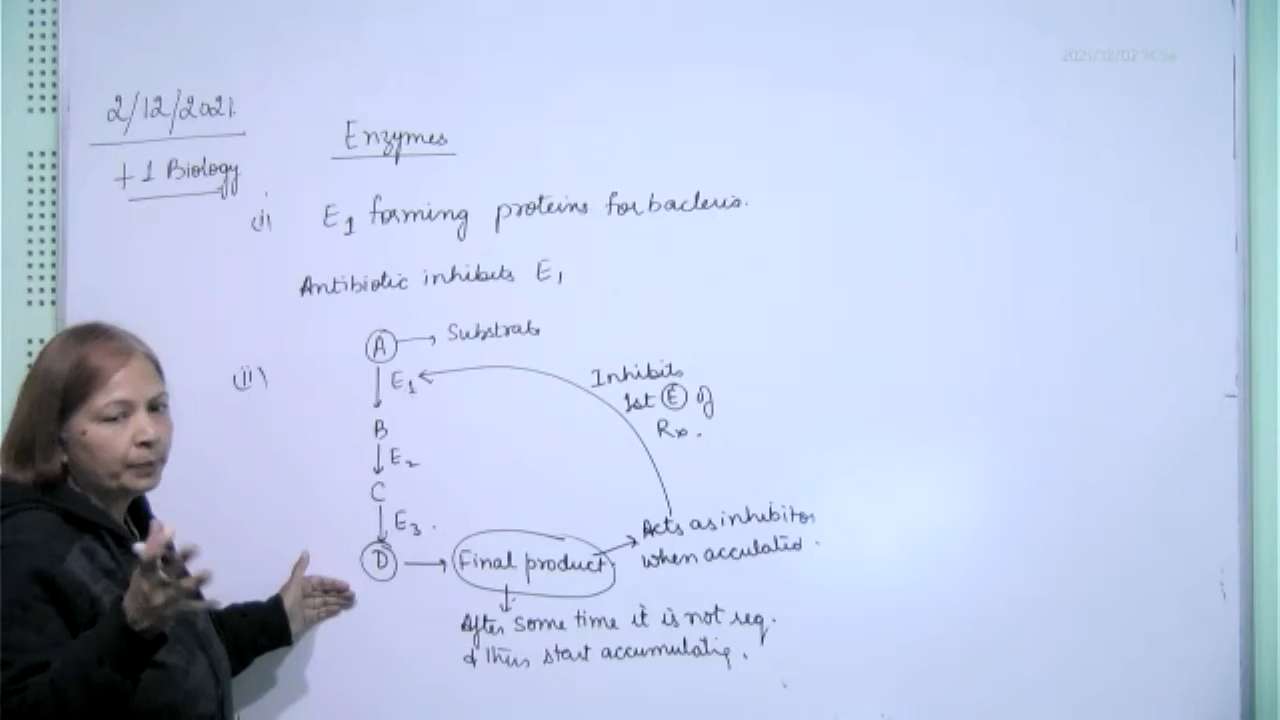 2/12/2021.
+1 Biology
Enzymes
(i) E1 forming proteins for bacteria.
Antibiotic inhibits E1
(ii) A → Substrate
E1
Inhibits
1st E of
Rx.
B
E2
C
E3.
D → Final product → Acts as inhibitor
when acculated.
After some time it is not req.
& thus start accumulatig.